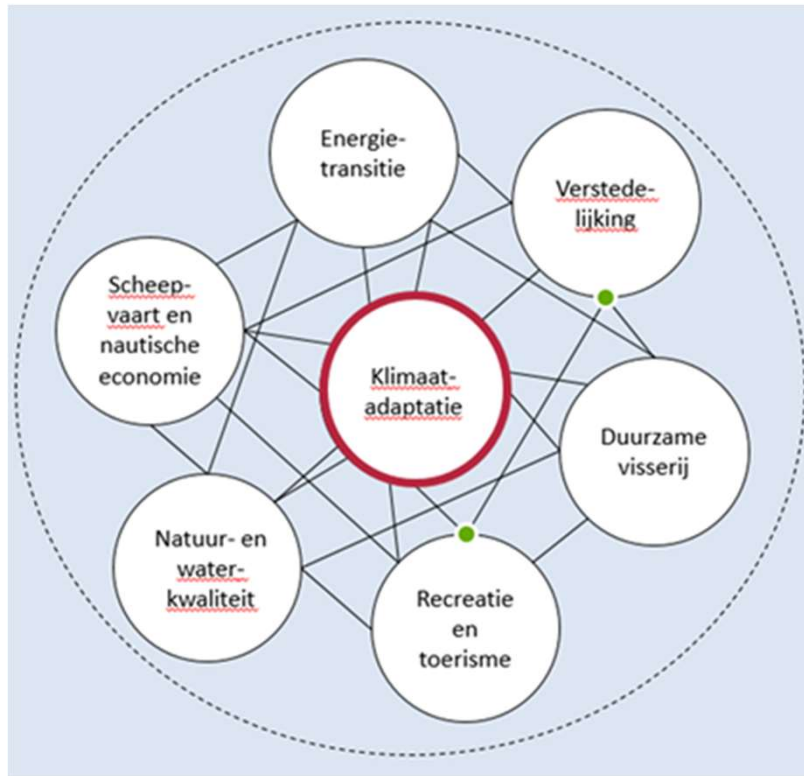 Energie-
transitie
Verstede-
lijking
Scheep-
vaart en
nautische
economie
Klimaat-
adaptatie
Duurzame
visserij
Natuur- en
water-
kwaliteit
Recreatie
en
toerisme